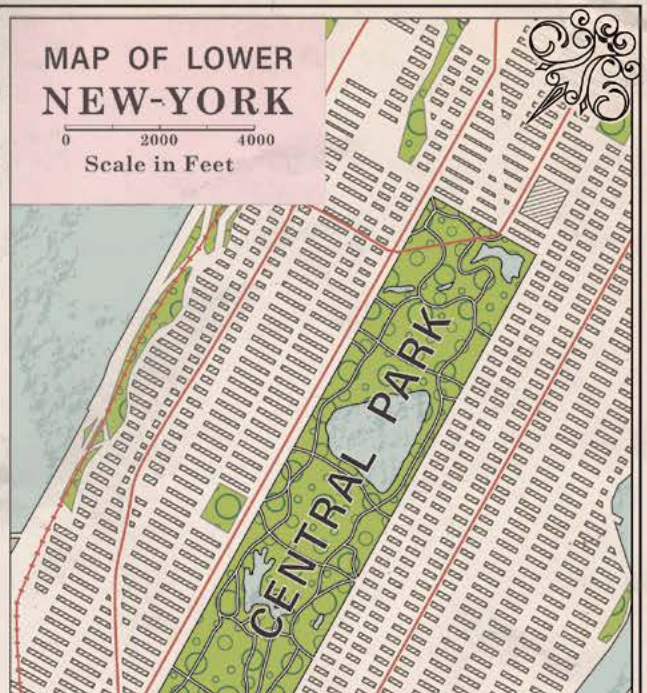 MAP OF LOWER
NEW-YORK
0 2000 4000
Scale in Feet
CENTRAL PARK